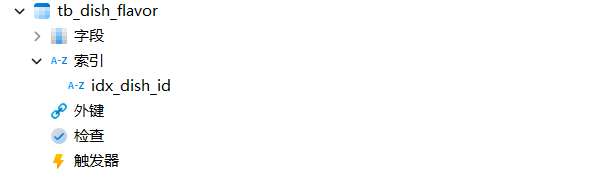 tb_dish_flavor
字段
A-Z 索引
A-Z idx_dish_id
外键
检查
触发器